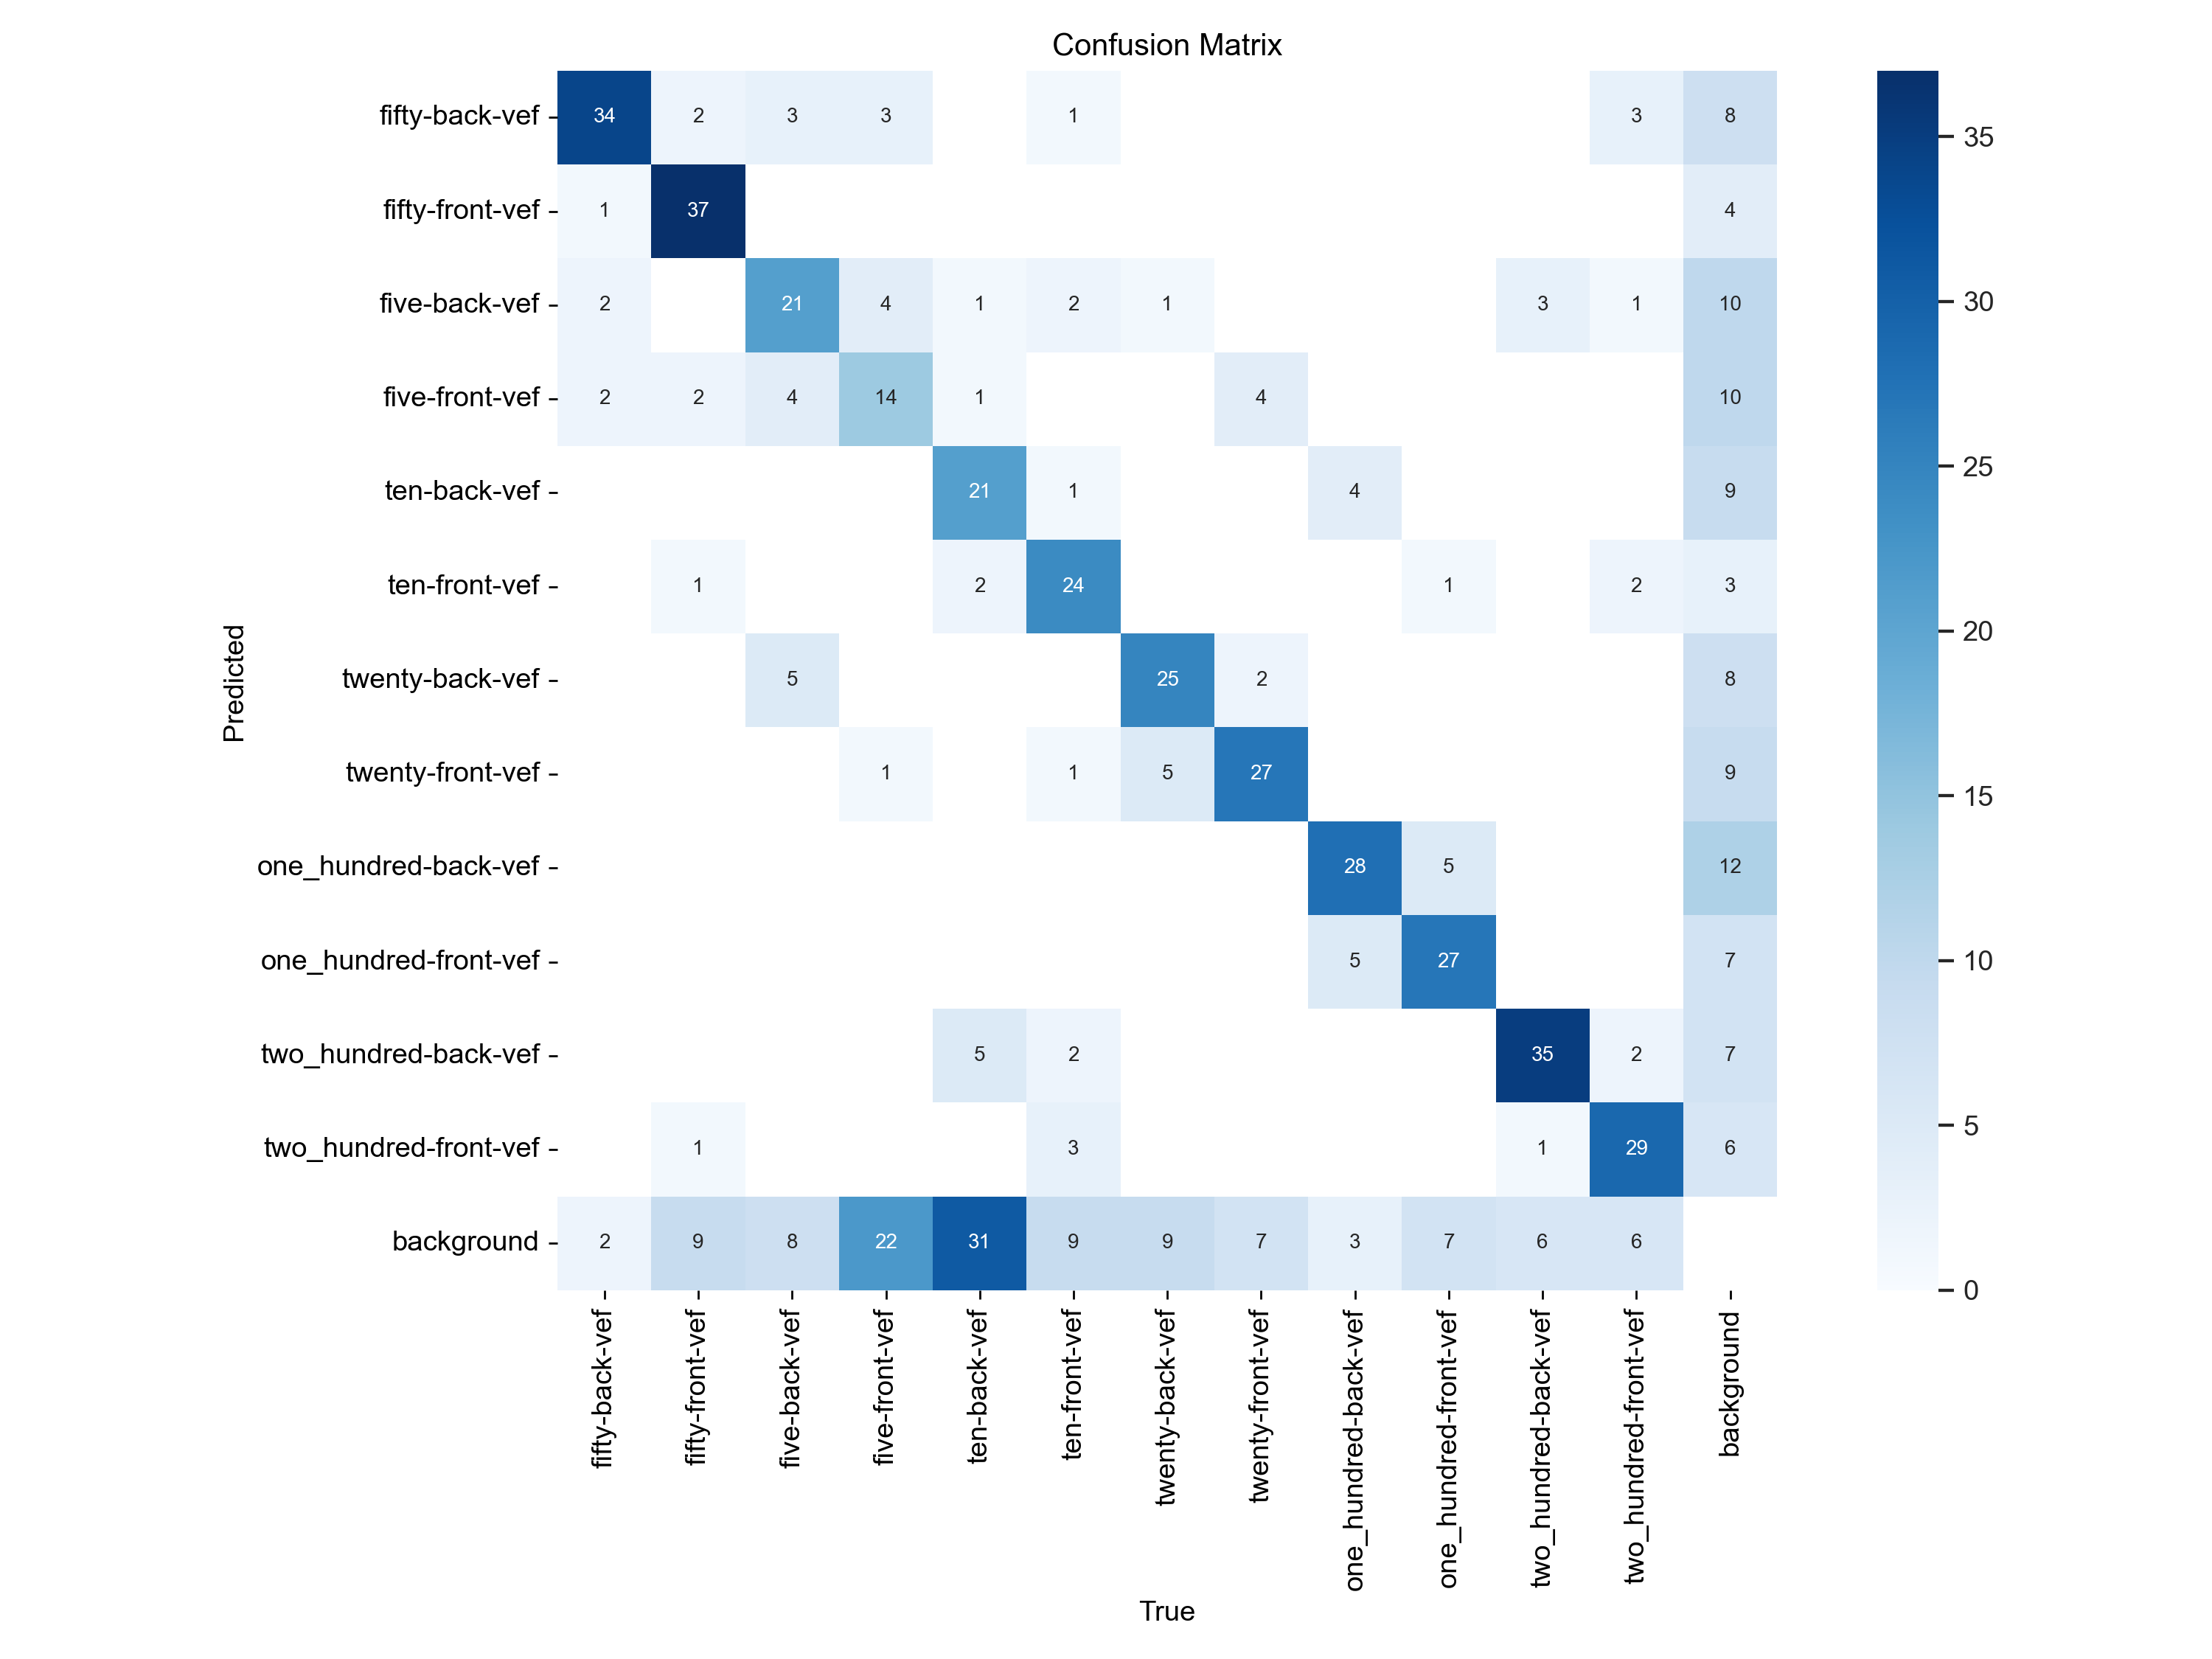 Confusion Matrix
fifty-back-vef 34 2 3 3 1 3 8
fifty-front-vef 1 37 4
five-back-vef 2 21 4 1 2 1 3 1 10
five-front-vef 2 2 4 14 1 4 10
ten-back-vef 21 1 4 9
ten-front-vef 1 2 24 1 2 3
twenty-back-vef 5 25 2 8
twenty-front-vef 1 1 5 27 9
one_hundred-back-vef 28 5 12
one_hundred-front-vef 5 27 7
two_hundred-back-vef 5 2 35 2 7
two_hundred-front-vef 1 3 1 29 6
background 2 9 8 22 31 9 9 7 3 7 6 6
Predicted
fifty-back-vef
fifty-front-vef
five-back-vef
five-front-vef
ten-back-vef
ten-front-vef
twenty-back-vef
twenty-front-vef
one_hundred-back-vef
one_hundred-front-vef
two_hundred-back-vef
two_hundred-front-vef
background
True
35
30
25
20
15
10
5
0